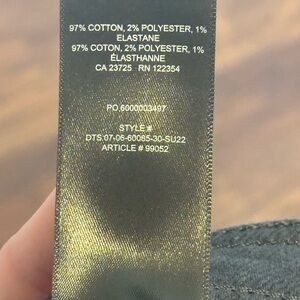 97% COTTON, 2% POLYESTER, 1%
ELASTANE
97% COTON, 2% POLYESTER, 1%
ÉLASTHANNE
CA 23725 RN 122354
PO.6000003497
STYLE #
DTS:07-06-60085-30-SU22
ARTICLE # 99052